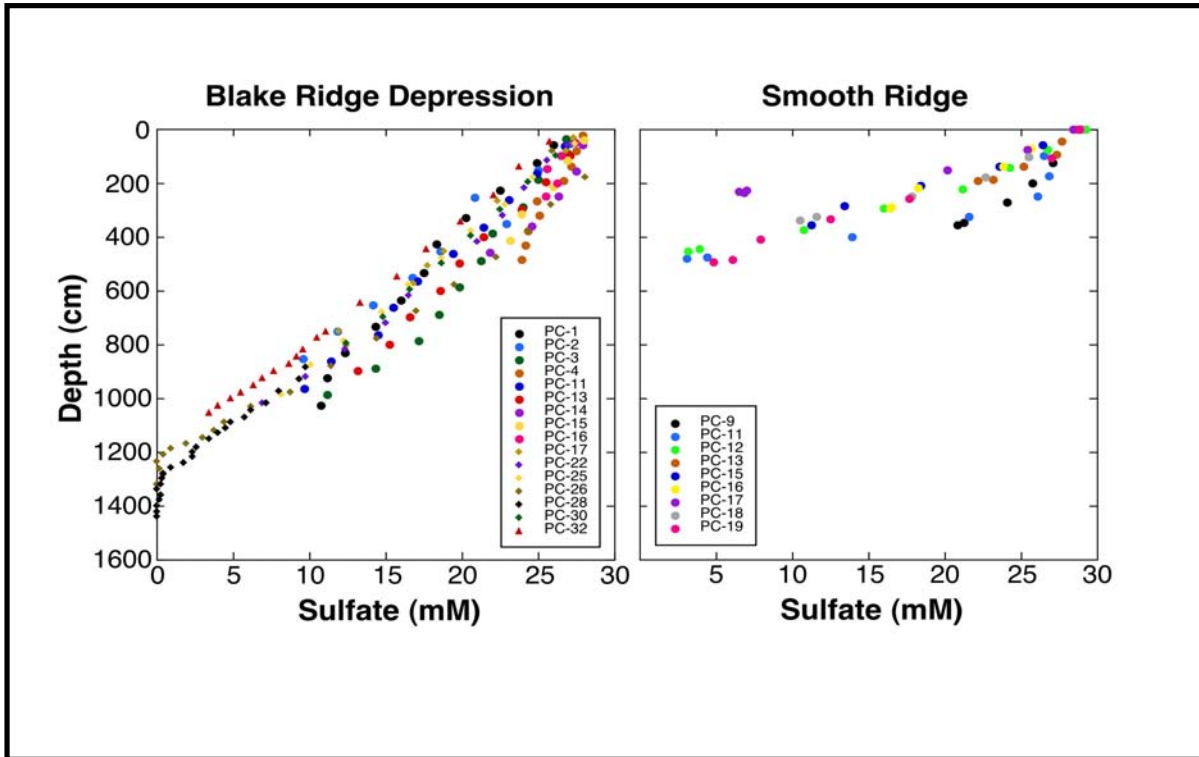 Blake Ridge Depression
0
200
400
600
800
1000
1200
1400
1600
Depth (cm)
0 5 10 15 20 25 30
Sulfate (mM)
PC-1
PC-2
PC-3
PC-4
PC-11
PC-13
PC-14
PC-15
PC-16
PC-17
PC-22
PC-25
PC-26
PC-28
PC-30
PC-32
Smooth Ridge
5 10 15 20 25 30
Sulfate (mM)
PC-9
PC-11
PC-12
PC-13
PC-15
PC-16
PC-17
PC-18
PC-19